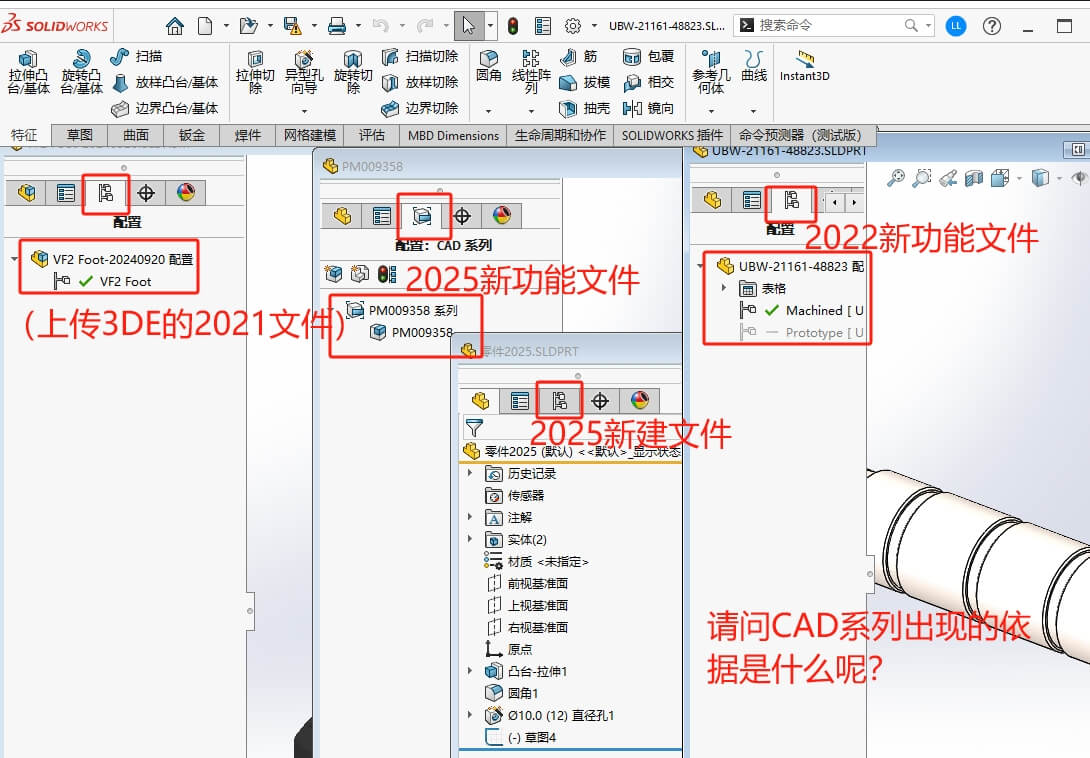 SOLIDWORKS
UBW-21161-48823.SL...
搜索命令
LL
拉伸凸台/基体
旋转凸台/基体
扫描
放样凸台/基体
边界凸台/基体
拉伸切除
异型孔向导
旋转切除
扫描切除
放样切割
边界切除
圆角
线性阵列
筋
拔模
抽壳
包覆
相交
镜向
参考几何体
曲线
Instant3D
特征
草图
曲面
钣金
焊件
网格建模
评估
MBD Dimensions
生命周期和协作
SOLIDWORKS 插件
命令预测器（测试版）
配置
VF2 Foot-20240920 配置
VF2 Foot
(上传3DE的2021文件)
PM009358
配置：CAD 系列
2025新功能文件
PM009358 系列
PM009358
零件2025.SLDPRT
2025新建文件
零件2025 (默认) <<默认>_显示状态
历史记录
传感器
注解
实体(2)
材质 <未指定>
前视基准面
上视基准面
右视基准面
原点
凸台-拉伸1
圆角1
Ø10.0 (12) 直径孔1
(-) 草图4
UBW-21161-48823.SLDPRT
配置
2022新功能文件
UBW-21161-48823 配
表格
Machined [ U
Prototype [ U
请问CAD系列出现的依
据是什么呢?